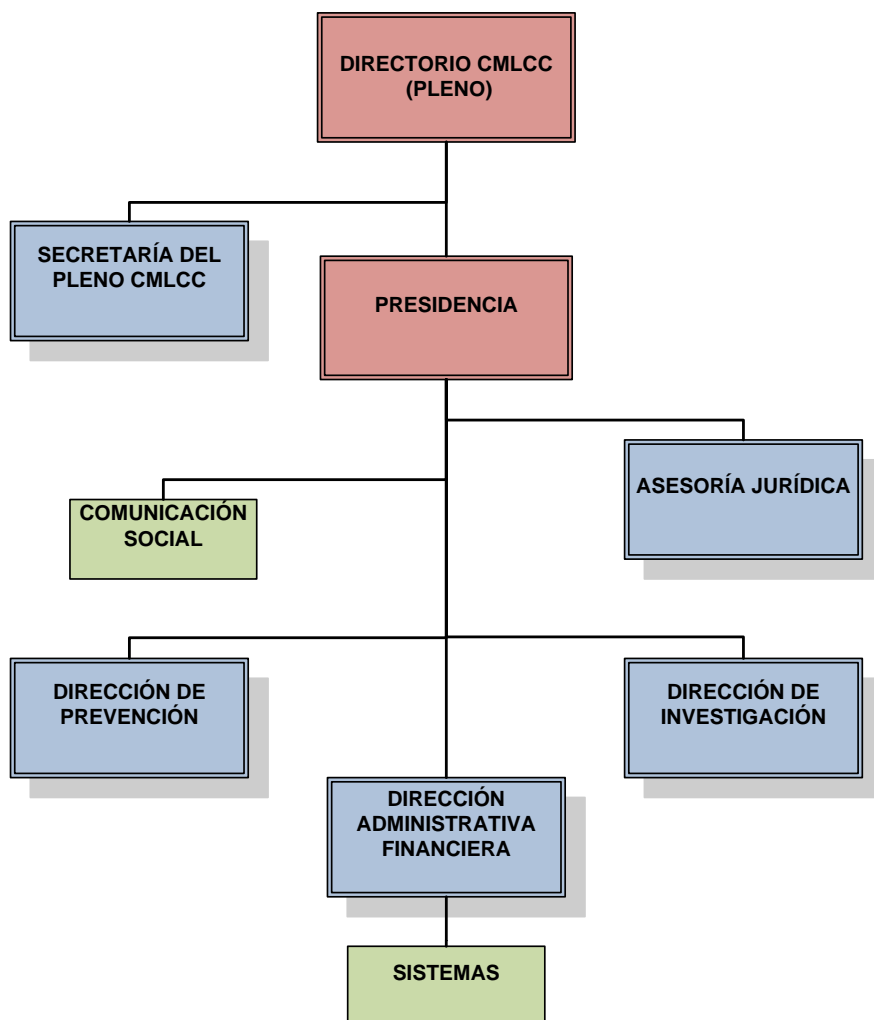 DIRECTORIO CMLCC
(PLENO)
SECRETARÍA DEL
PLENO CMLCC
PRESIDENCIA
ASESORÍA JURÍDICA
COMUNICACIÓN
SOCIAL
DIRECCIÓN DE
PREVENCIÓN
DIRECCIÓN DE
INVESTIGACIÓN
DIRECCIÓN
ADMINISTRATIVA
FINANCIERA
SISTEMAS